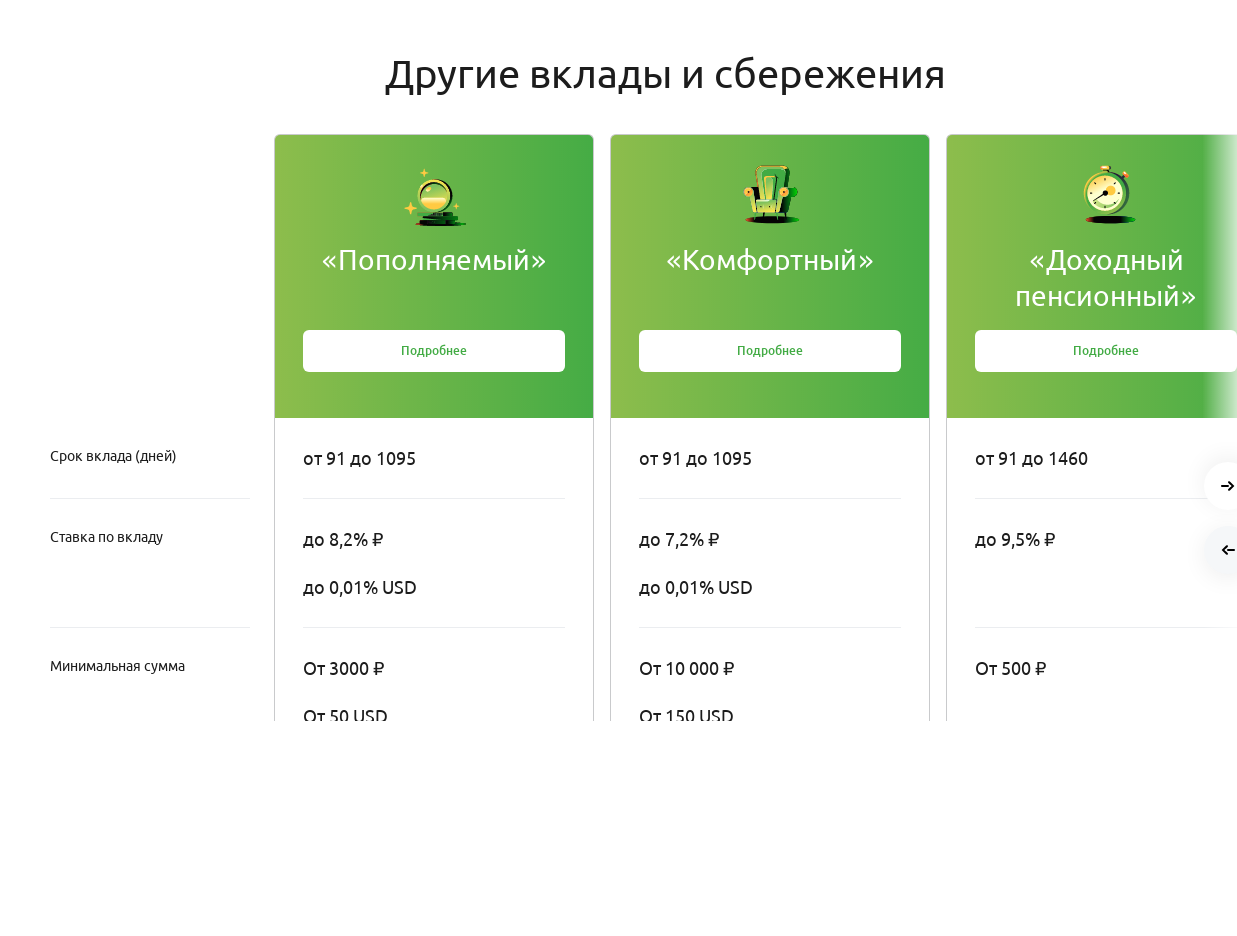 Другие вклады и сбережения
«Пополняемый»
«Комфортный»
«Доходный
пенсионный»
Подробнее
Подробнее
Подробнее
Срок вклада (дней)
от 91 до 1095
от 91 до 1095
от 91 до 1460
Ставка по вкладу
до 8,2% ₽
до 7,2% ₽
до 9,5% ₽
до 0,01% USD
до 0,01% USD
Минимальная сумма
От 3000 ₽
От 10 000 ₽
От 500 ₽
От 50 USD
От 150 USD